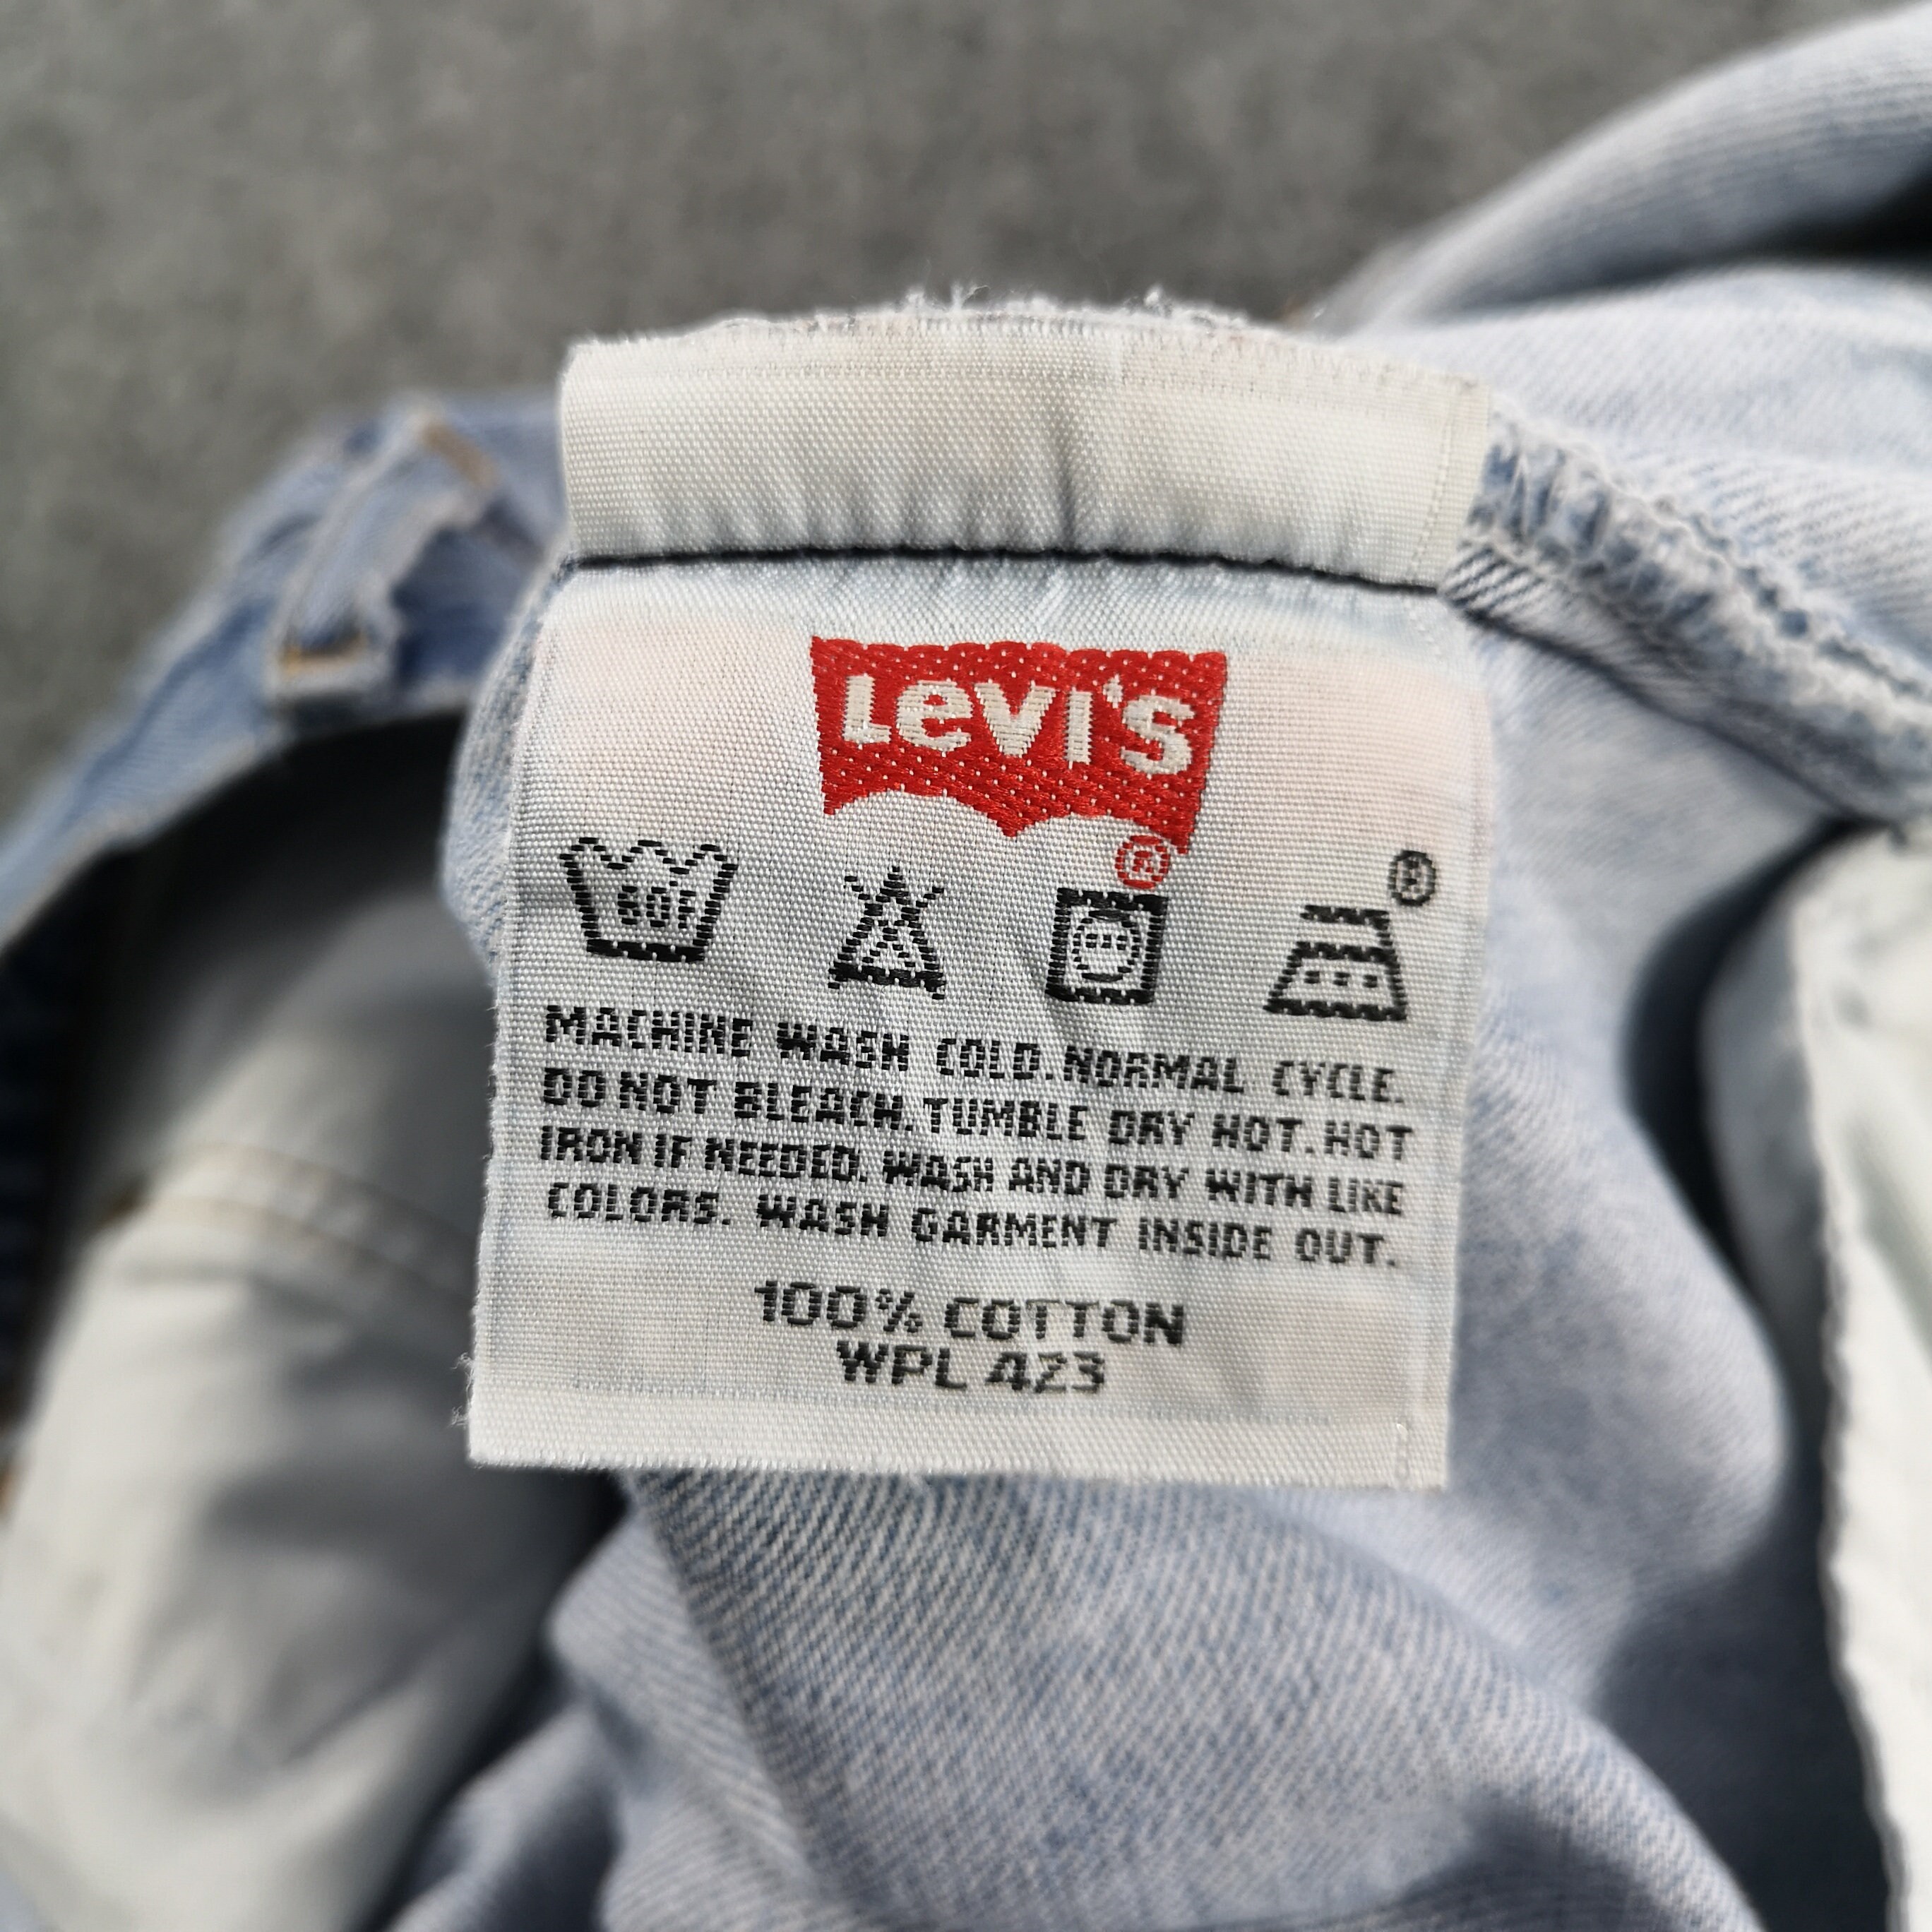 Levi's
®
®
80F
MACHINE WASH COLD. NORMAL CYCLE.
DO NOT BLEACH. TUMBLE DRY HOT. HOT
IRON IF NEEDED. WASH AND DRY WITH LIKE
COLORS. WASH GARMENT INSIDE OUT.
100% COTTON
WPL 423